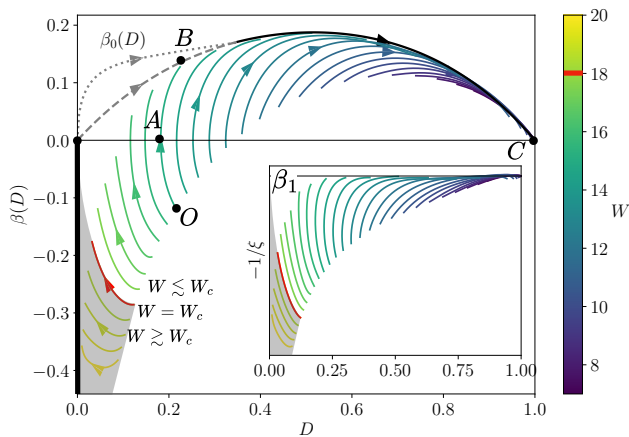 0.2
0.1
0.0
−0.1
−0.2
−0.3
−0.4
β(D)
β₀(D)
B
A
O
C
W ≲ W_c
W = W_c
W ≳ W_c
β₁
−1/ξ
0.00 0.25 0.50 0.75 1.00
0.0 0.2 0.4 0.6 0.8 1.0
D
20
18
16
14
12
10
8
W